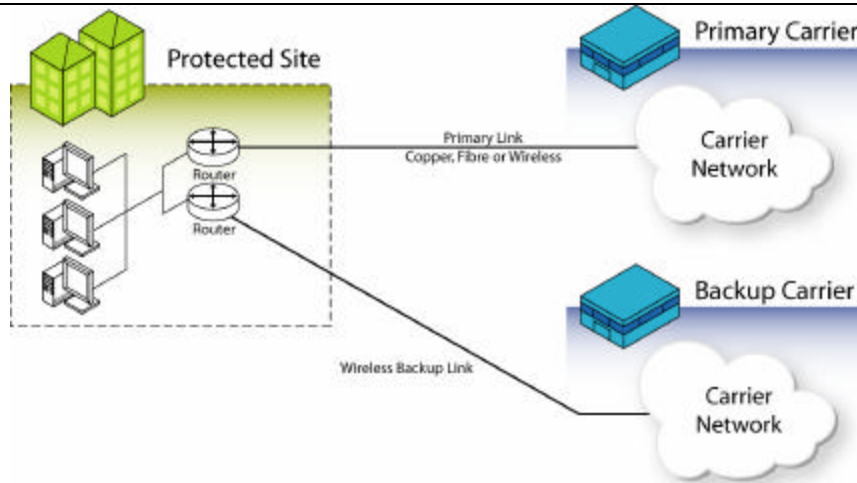 Protected Site
Primary Carrier
Primary Link
Copper, Fibre or Wireless
Carrier
Network
Router
Router
Backup Carrier
Wireless Backup Link
Carrier
Network